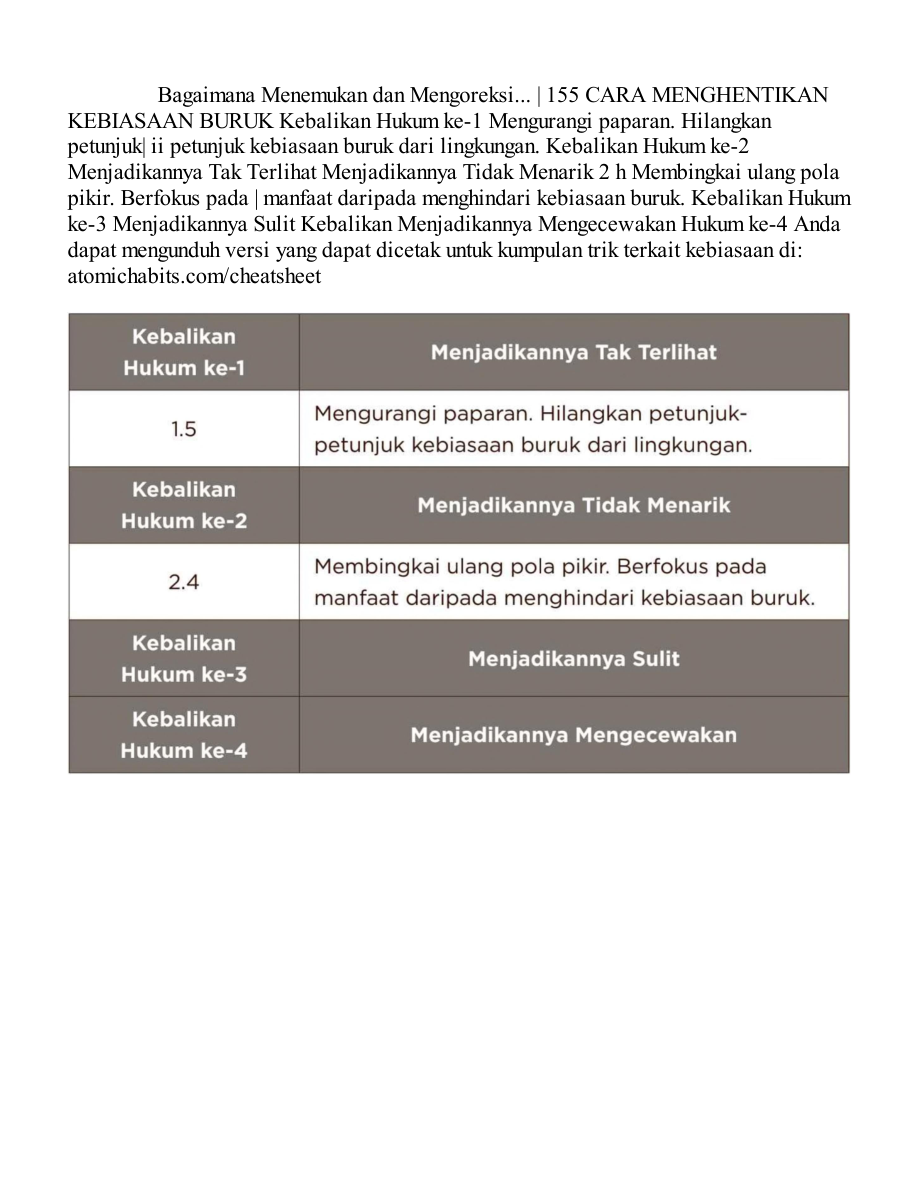 Bagaimana Menemukan dan Mengoreksi... | 155 CARA MENGHENTIKAN
KEBIASAAN BURUK Kebalikan Hukum ke-1 Mengurangi paparan. Hilangkan
petunjuk| ii petunjuk kebiasaan buruk dari lingkungan. Kebalikan Hukum ke-2
Menjadikannya Tak Terlihat Menjadikannya Tidak Menarik 2 h Membingkai ulang pola
pikir. Berfokus pada | manfaat daripada menghindari kebiasaan buruk. Kebalikan Hukum
ke-3 Menjadikannya Sulit Kebalikan Menjadikannya Mengecewakan Hukum ke-4 Anda
dapat mengunduh versi yang dapat dicetak untuk kumpulan trik terkait kebiasaan di:
atomichabits.com/cheatsheet
Kebalikan
Hukum ke-1
Menjadikannya Tak Terlihat
1.5
Mengurangi paparan. Hilangkan petunjuk-
petunjuk kebiasaan buruk dari lingkungan.
Kebalikan
Hukum ke-2
Menjadikannya Tidak Menarik
2.4
Membingkai ulang pola pikir. Berfokus pada
manfaat daripada menghindari kebiasaan buruk.
Kebalikan
Hukum ke-3
Menjadikannya Sulit
Kebalikan
Hukum ke-4
Menjadikannya Mengecewakan